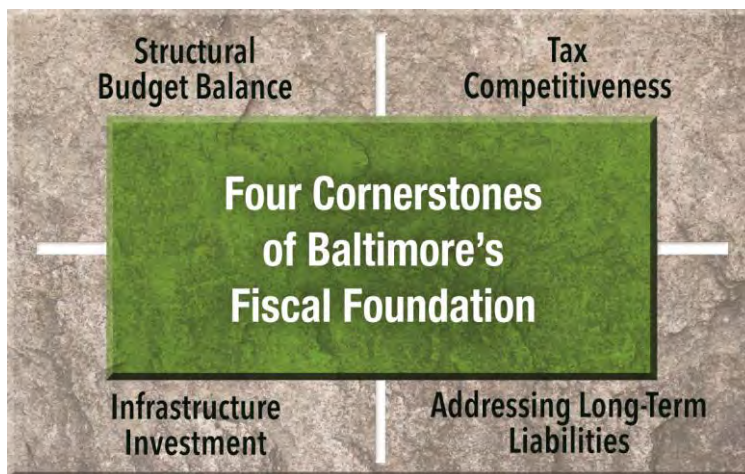 Structural
Budget Balance
Tax
Competitiveness
Four Cornerstones
of Baltimore's
Fiscal Foundation
Infrastructure
Investment
Addressing Long-Term
Liabilities